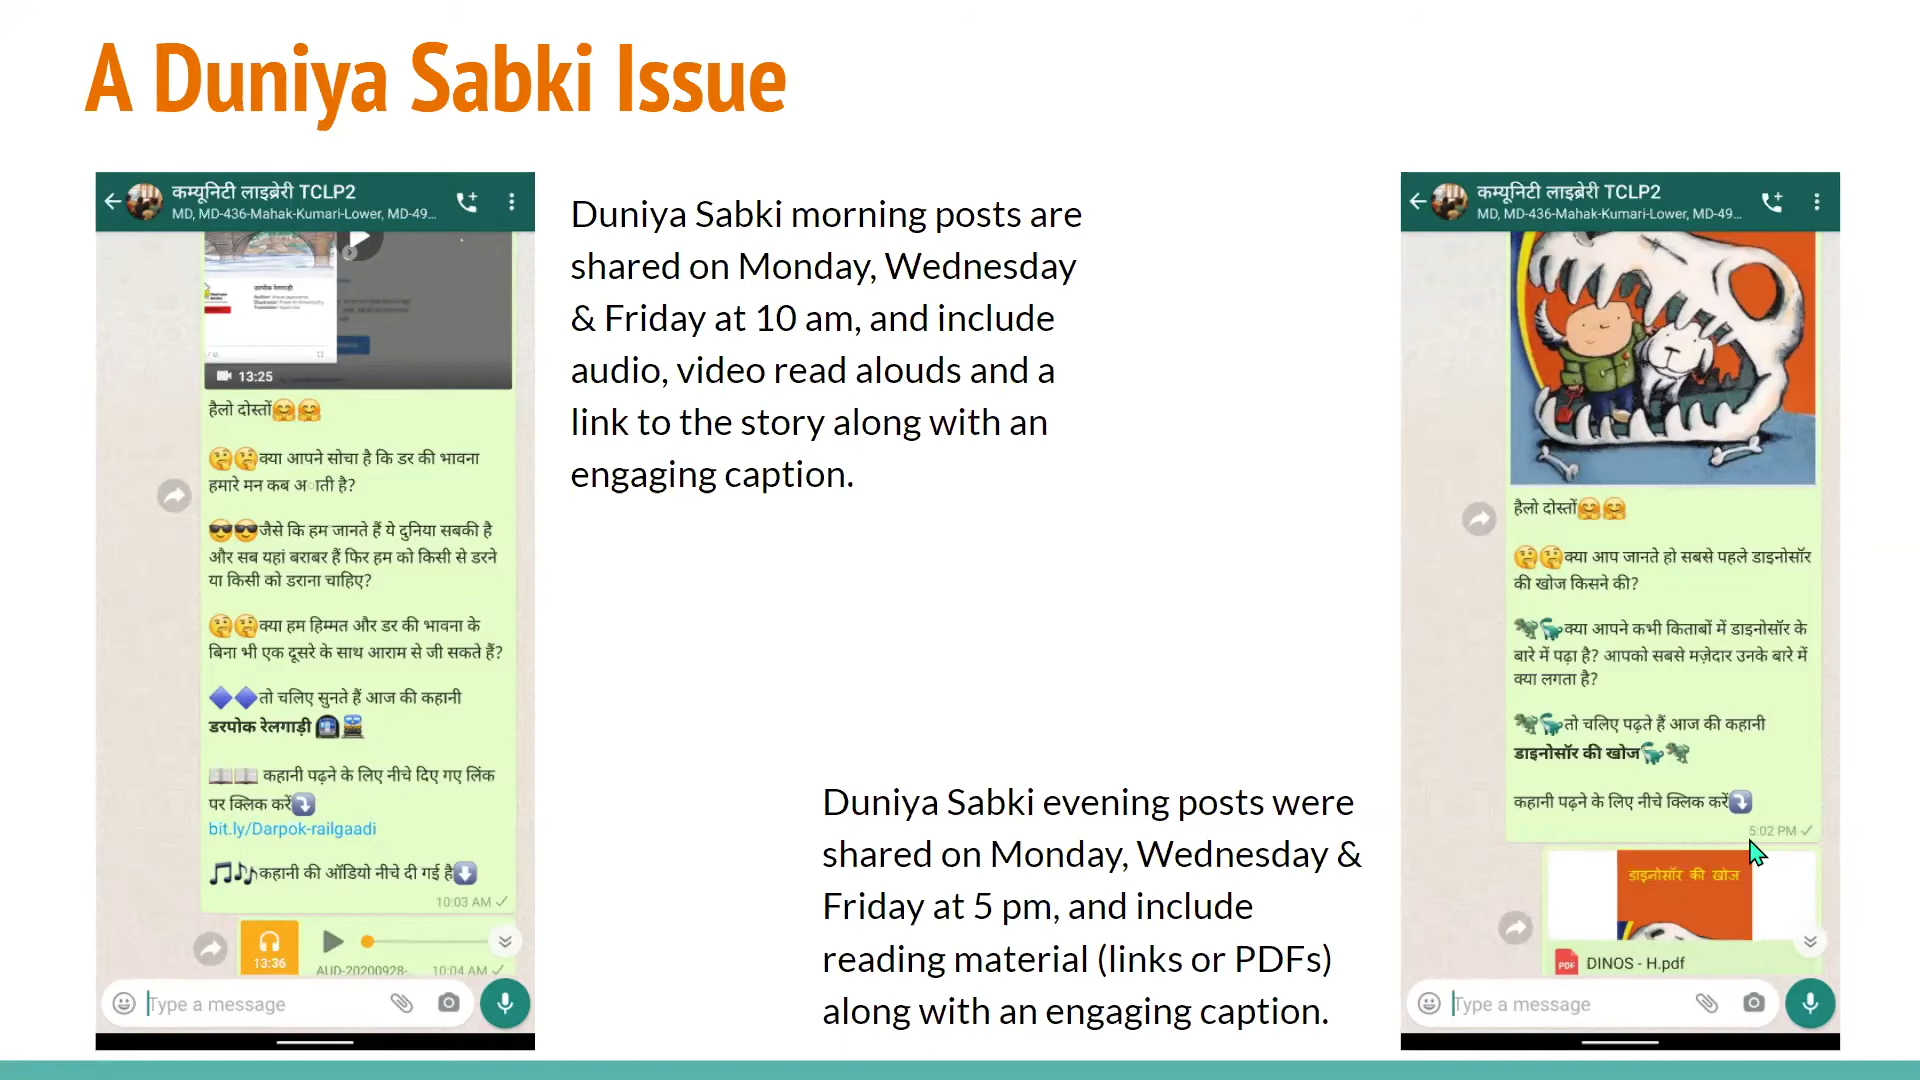 A Duniya Sabki Issue
कम्यूनिटी लाइब्रेरी TCLP2
MD, MD-436-Mahak-Kumari-Lower, MD-49...
डरपोक रेलगाड़ी
13:25
हैलो दोस्तों🤗🤗
🤔🤔क्या आपने सोचा है कि डर की भावना
हमारे मन कब अाती है?
😎😎जैसे कि हम जानते हैं ये दुनिया सबकी है
और सब यहां बराबर हैं फिर हम को किसी से डरने
या किसी को डराना चाहिए?
🤔🤔क्या हम हिम्मत और डर की भावना के
बिना भी एक दूसरे के साथ आराम से जी सकते हैं?
🔷🔷तो चलिए सुनते हैं आज की कहानी
डरपोक रेलगाड़ी
📖📖 कहानी पढ़ने के लिए नीचे दिए गए लिंक
पर क्लिक करें⤵
bit.ly/Darpok-railgaadi
🎵🎶कहानी की ऑडियो नीचे दी गई है⬇
10:03 AM
13:36
AUD-20200928-
10:04 AM
Type a message
Duniya Sabki morning posts are
shared on Monday, Wednesday
& Friday at 10 am, and include
audio, video read alouds and a
link to the story along with an
engaging caption.
Duniya Sabki evening posts were
shared on Monday, Wednesday &
Friday at 5 pm, and include
reading material (links or PDFs)
along with an engaging caption.
कम्यूनिटी लाइब्रेरी TCLP2
MD, MD-436-Mahak-Kumari-Lower, MD-49...
हैलो दोस्तों🤗🤗
🤔🤔क्या आप जानते हो सबसे पहले डाइनोसॉर
की खोज किसने की?
🦖🦕क्या आपने कभी किताबों में डाइनोसॉर के
बारे में पढ़ा है? आपको सबसे मज़ेदार उनके बारे में
क्या लगता है?
🦖🦕तो चलिए पढ़ते हैं आज की कहानी
डाइनोसॉर की खोज🦕🦖
कहानी पढ़ने के लिए नीचे क्लिक करें⤵
5:02 PM
डाइनोसॉर की खोज
PDF
DINOS - H.pdf
Type a message